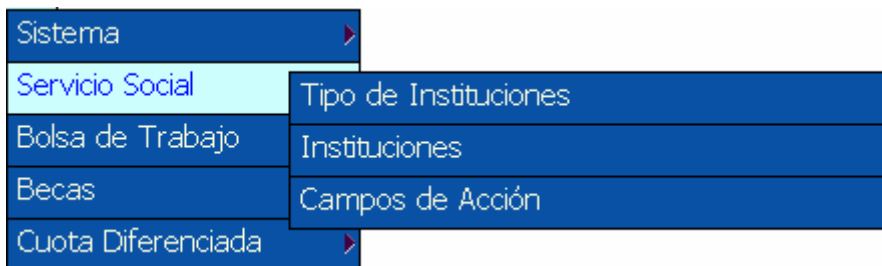 Sistema
Servicio Social
Bolsa de Trabajo
Becas
Cuota Diferenciada
Tipo de Instituciones
Instituciones
Campos de Acción